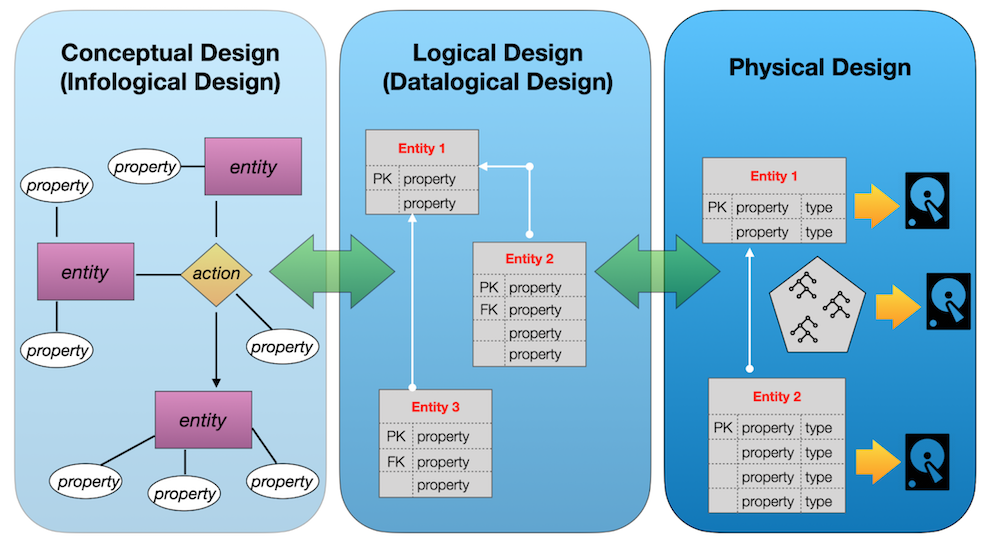 Conceptual Design
(Infological Design)
property
entity
property
entity
action
property
property
entity
property
property
property
Logical Design
(Datalogical Design)
Entity 1
PK property
property
Entity 2
PK property
FK property
property
property
Entity 3
PK property
FK property
property
Physical Design
Entity 1
PK property type
property type
Entity 2
PK property type
property type
property type
property type